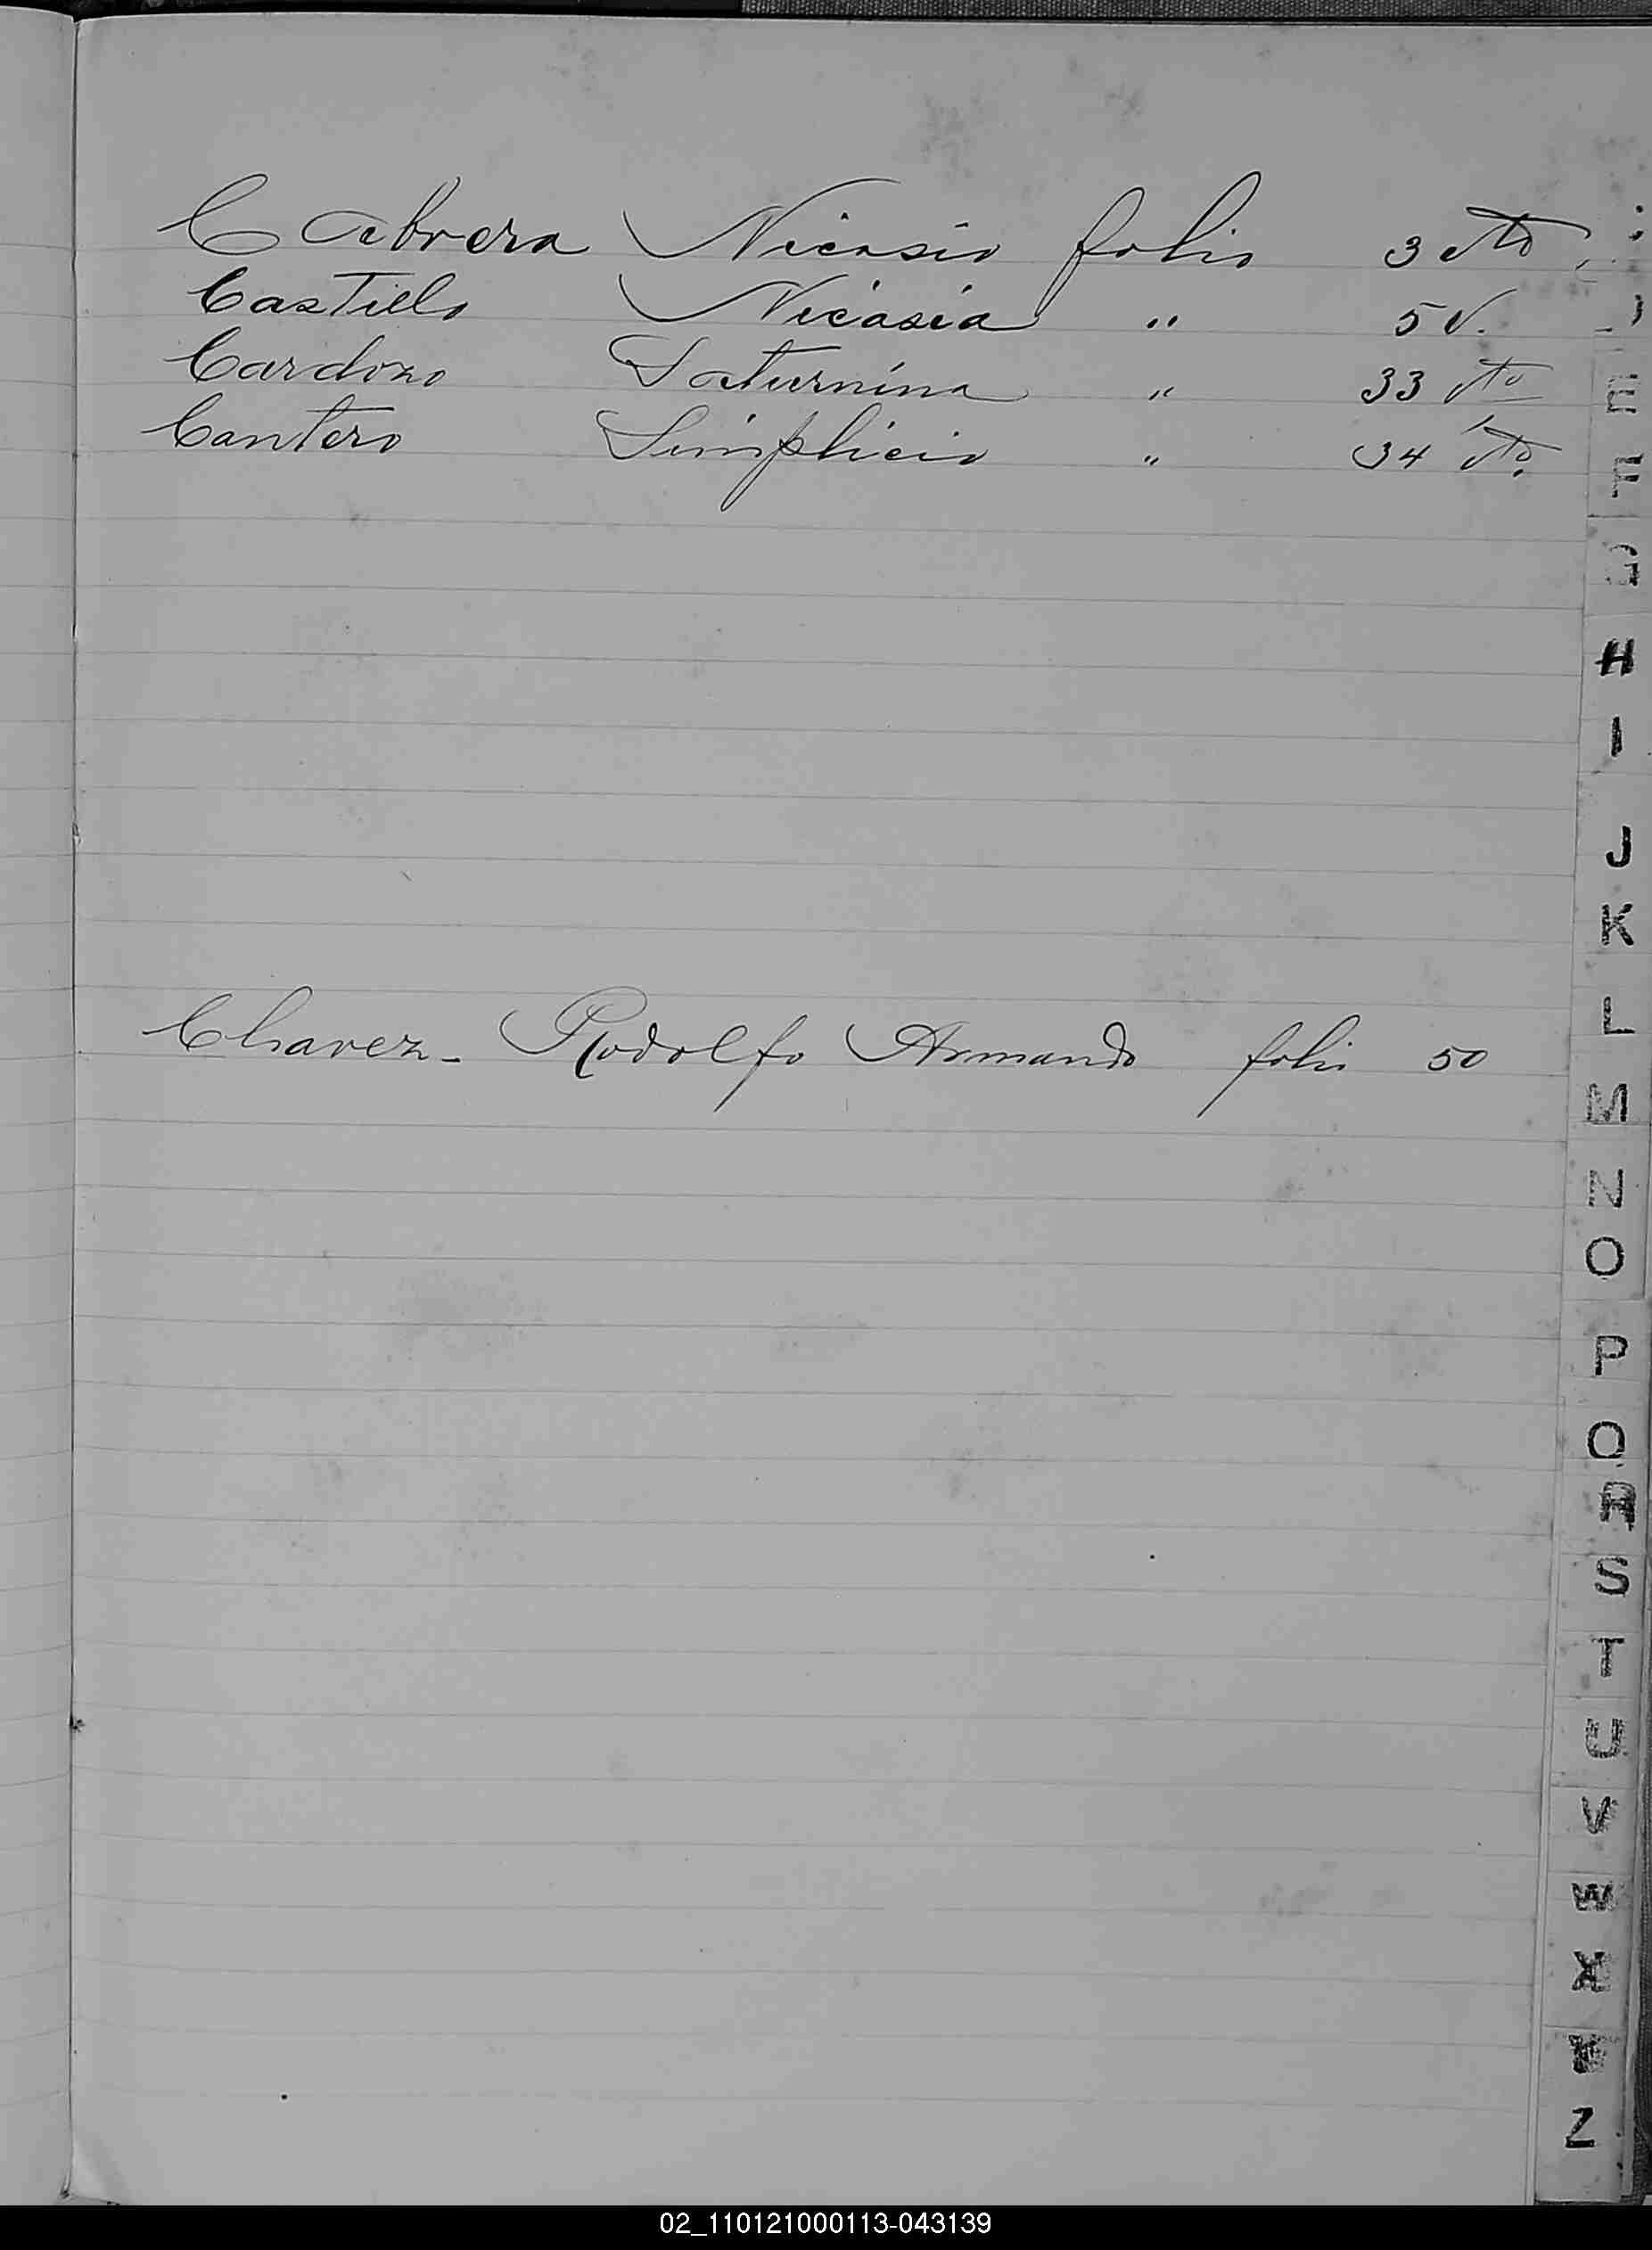 Cabrera Nicasio folio 3 vto
Castillo Nicasia " 5 v.
Cardozo Saturnina " 33 vto
Cantero Simplicio " 34 vto.
Chavez - Rodolfo Armando folio 50
E
F
G
H
I
J
K
L
M
N
O
P
Q
R
S
T
U
V
W
X
Y
Z
02_110121000113-043139